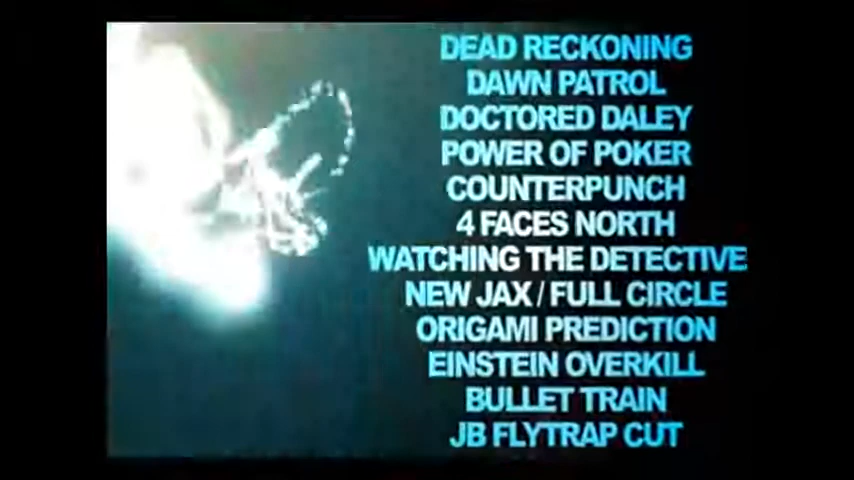 DEAD RECKONING
DAWN PATROL
DOCTORED DALEY
POWER OF POKER
COUNTERPUNCH
4 FACES NORTH
WATCHING THE DETECTIVE
NEW JAX / FULL CIRCLE
ORIGAMI PREDICTION
EINSTEIN OVERKILL
BULLET TRAIN
JB FLYTRAP CUT